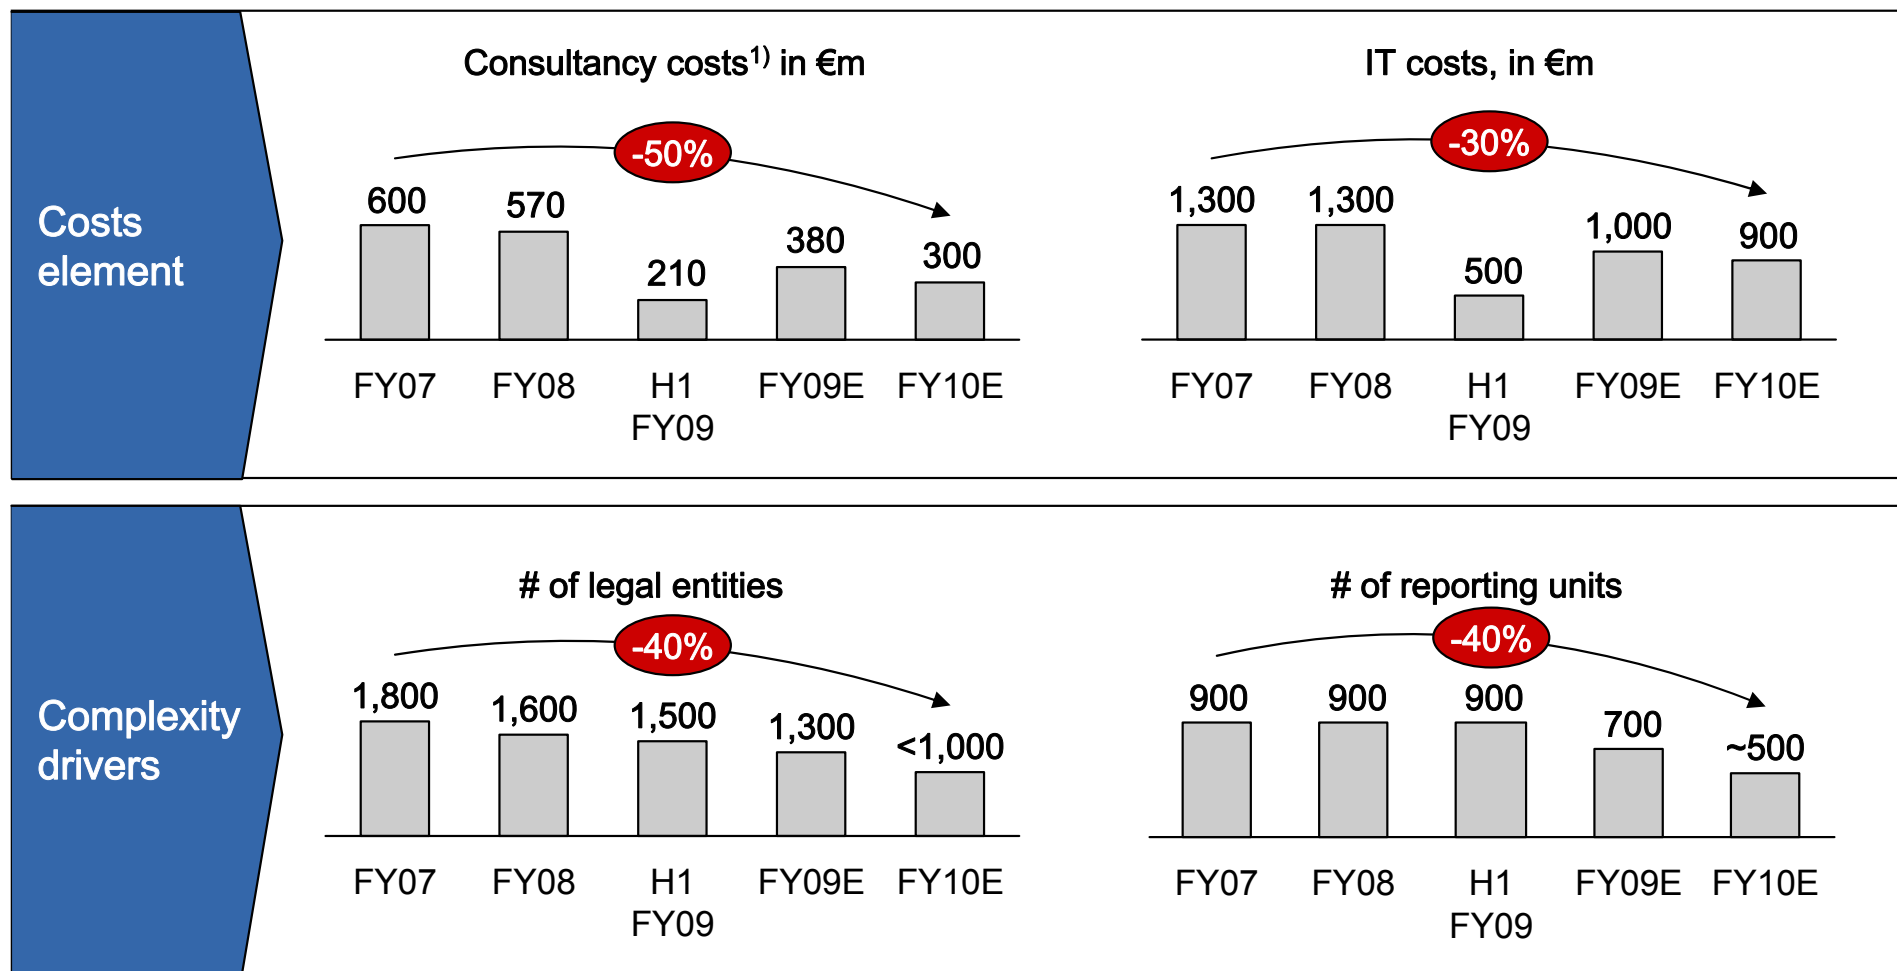 Costs
element
Consultancy costs1) in €m
-50%
600
570
210
380
300
FY07
FY08
H1
FY09
FY09E
FY10E
IT costs, in €m
-30%
1,300
1,300
500
1,000
900
FY07
FY08
H1
FY09
FY09E
FY10E
Complexity
drivers
# of legal entities
-40%
1,800
1,600
1,500
1,300
<1,000
FY07
FY08
H1
FY09
FY09E
FY10E
# of reporting units
-40%
900
900
900
700
~500
FY07
FY08
H1
FY09
FY09E
FY10E